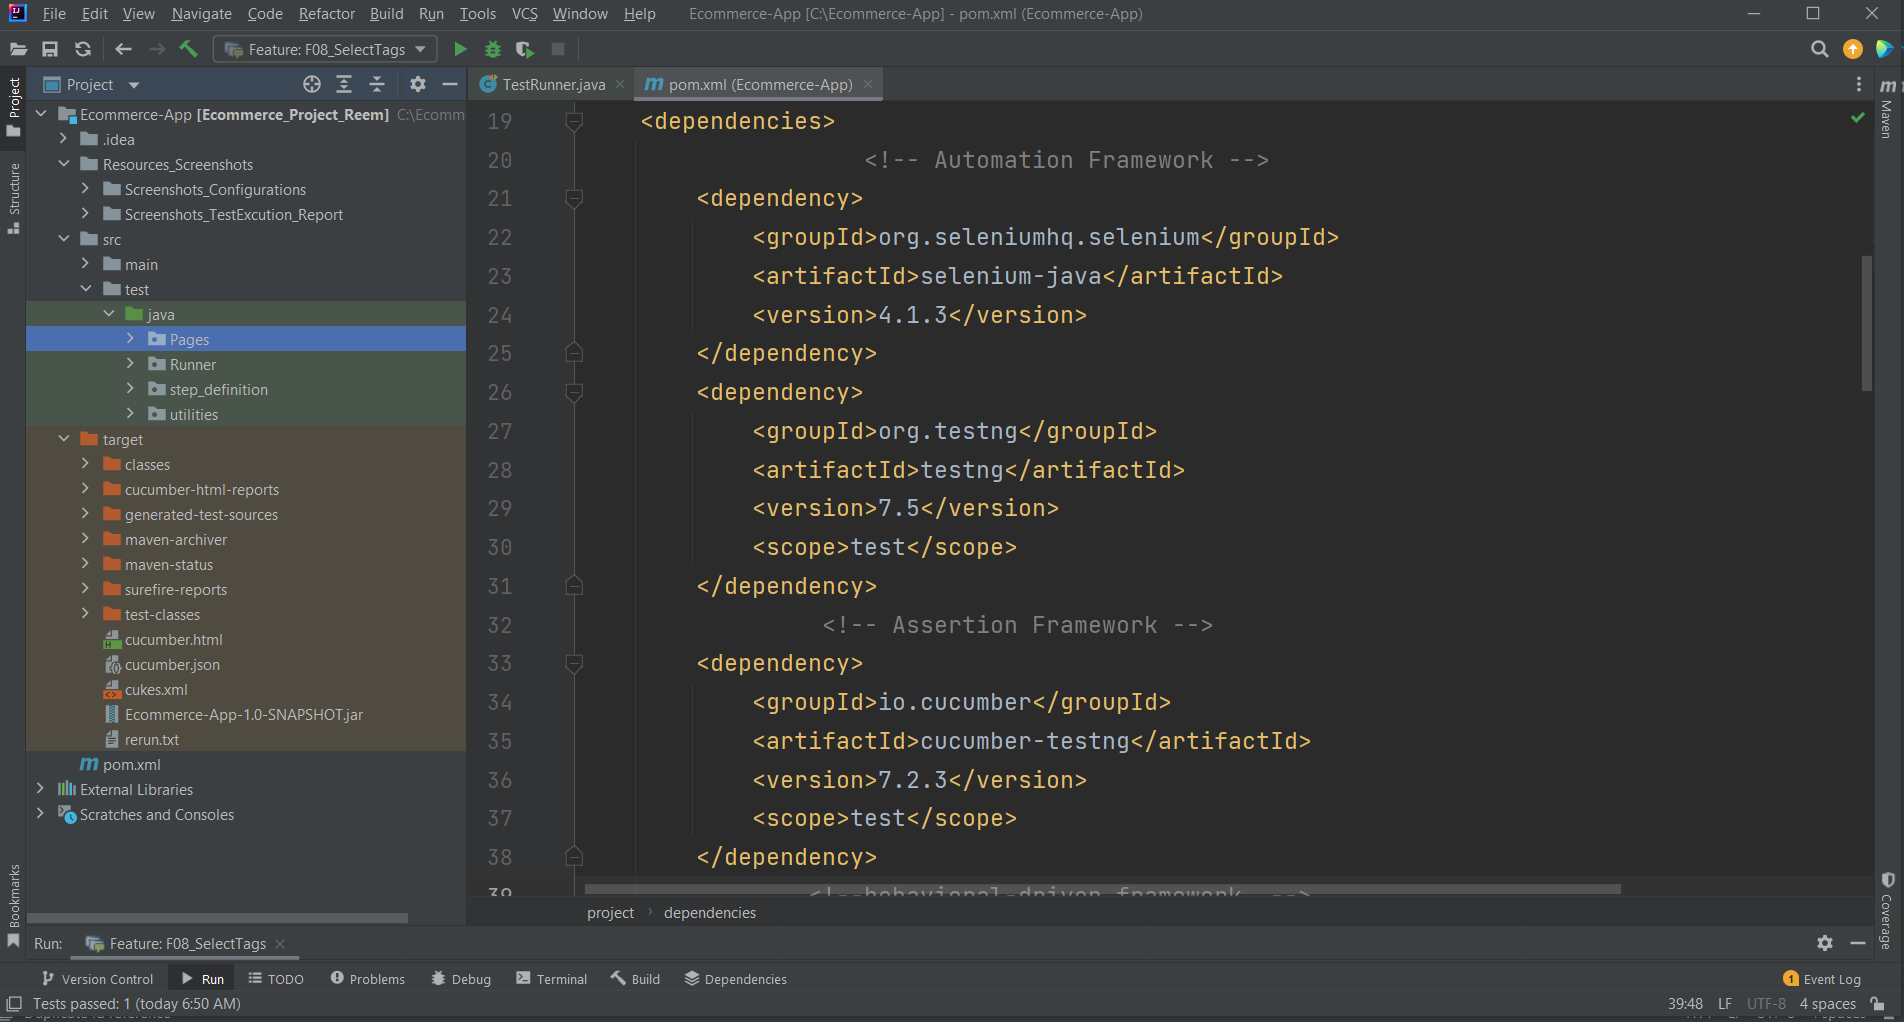 File Edit View Navigate Code Refactor Build Run Tools VCS Window Help Ecommerce-App [C:\Ecommerce-App] - pom.xml (Ecommerce-App)
Feature: F08_SelectTags
Project
TestRunner.java
pom.xml (Ecommerce-App)
Project
Structure
Bookmarks
Ecommerce-App [Ecommerce_Project_Reem] C:\Ecomm
.idea
Resources_Screenshots
Screenshots_Configurations
Screenshots_TestExcution_Report
src
main
test
java
Pages
Runner
step_definition
utilities
target
classes
cucumber-html-reports
generated-test-sources
maven-archiver
maven-status
surefire-reports
test-classes
cucumber.html
cucumber.json
cukes.xml
Ecommerce-App-1.0-SNAPSHOT.jar
rerun.txt
pom.xml
External Libraries
Scratches and Consoles
19 <dependencies>
20 <!-- Automation Framework -->
21 <dependency>
22 <groupId>org.seleniumhq.selenium</groupId>
23 <artifactId>selenium-java</artifactId>
24 <version>4.1.3</version>
25 </dependency>
26 <dependency>
27 <groupId>org.testng</groupId>
28 <artifactId>testng</artifactId>
29 <version>7.5</version>
30 <scope>test</scope>
31 </dependency>
32 <!-- Assertion Framework -->
33 <dependency>
34 <groupId>io.cucumber</groupId>
35 <artifactId>cucumber-testng</artifactId>
36 <version>7.2.3</version>
37 <scope>test</scope>
38 </dependency>
39 <!--behavioral-driven framework -->
project › dependencies
Maven
Coverage
Run: Feature: F08_SelectTags
Version Control Run TODO Problems Debug Terminal Build Dependencies 1 Event Log
Tests passed: 1 (today 6:50 AM) 39:48 LF UTF-8 4 spaces